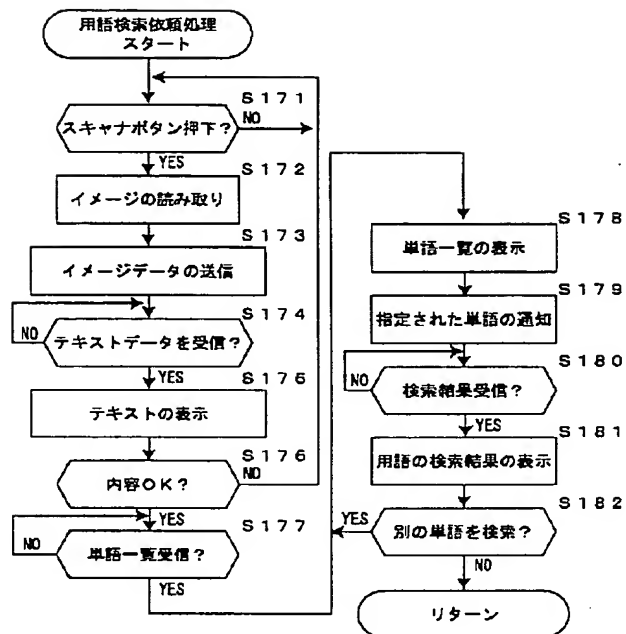 用語検索依頼処理
スタート
S171
スキャナボタン押下?
NO
YES
S172
イメージの読み取り
S173
イメージデータの送信
S174
NO
テキストデータを受信?
YES
S176
テキストの表示
S176
内容OK?
NO
YES
S177
NO
単語一覧受信?
YES
S178
単語一覧の表示
S179
指定された単語の通知
S180
NO
検索結果受信?
YES
S181
用語の検索結果の表示
S182
YES
別の単語を検索?
NO
リターン